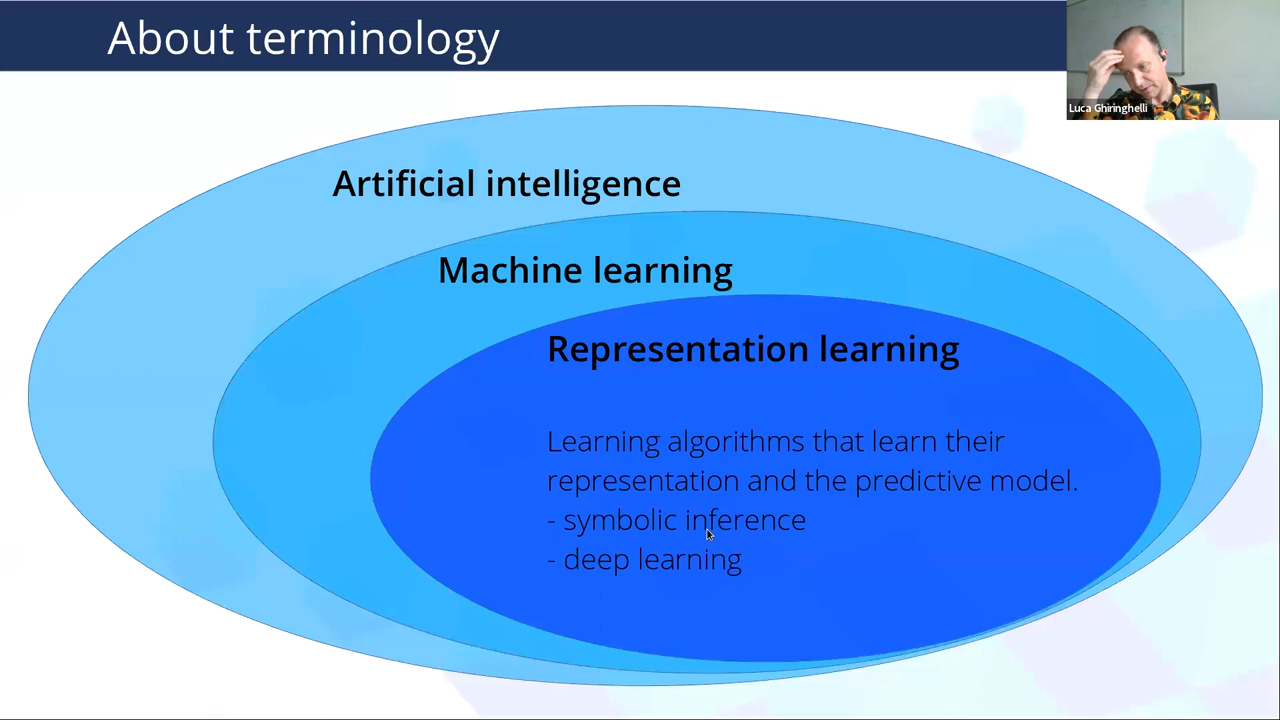 About terminology
Luca Ghiringhelli
Artificial intelligence
Machine learning
Representation learning
Learning algorithms that learn their
representation and the predictive model.
- symbolic inference
- deep learning